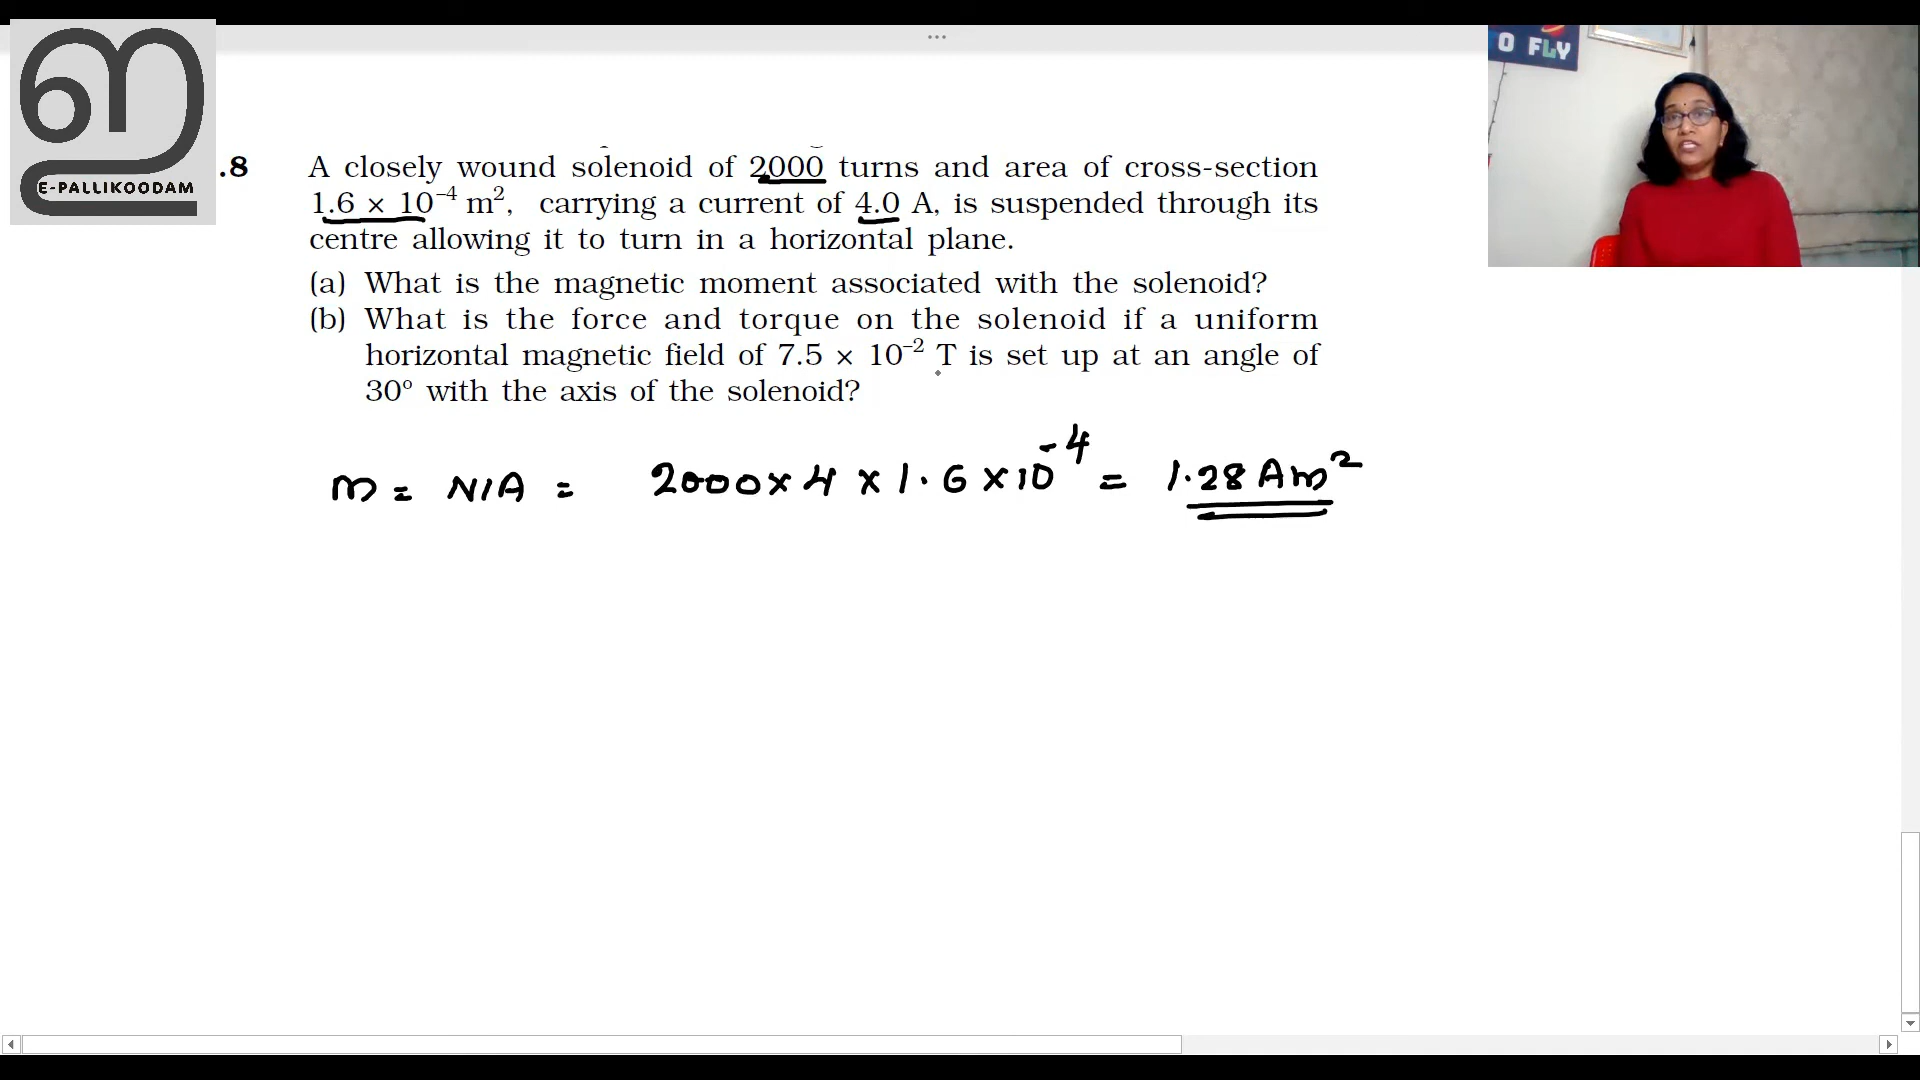 ...
O FLY
ഈ
E-PALLIKOODAM
.8 A closely wound solenoid of 2000 turns and area of cross-section
1.6 × 10⁻⁴ m², carrying a current of 4.0 A, is suspended through its
centre allowing it to turn in a horizontal plane.
(a) What is the magnetic moment associated with the solenoid?
(b) What is the force and torque on the solenoid if a uniform
horizontal magnetic field of 7.5 × 10⁻² T is set up at an angle of
30° with the axis of the solenoid?
m = NIA = 2000 × 4 × 1.6 × 10⁻⁴ = 1.28 Am²